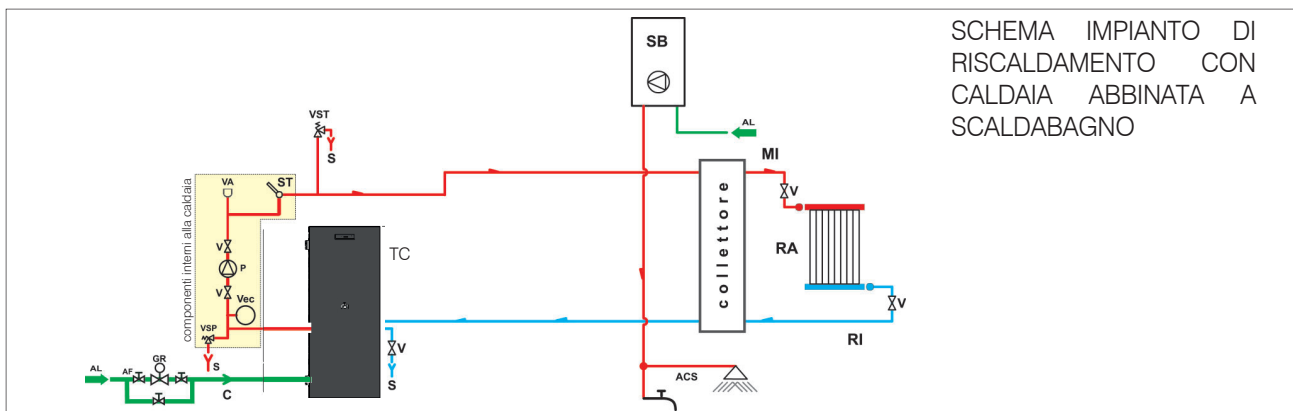 SCHEMA IMPIANTO DI
RISCALDAMENTO CON
CALDAIA ABBINATA A
SCALDABAGNO
SB
AL
VST
S
MI
V
VA
ST
componenti interni alla caldaia
V
P
V
Vec
VSP
S
TC
collettore
RA
V
RI
V
S
GR
AL
AF
C
ACS